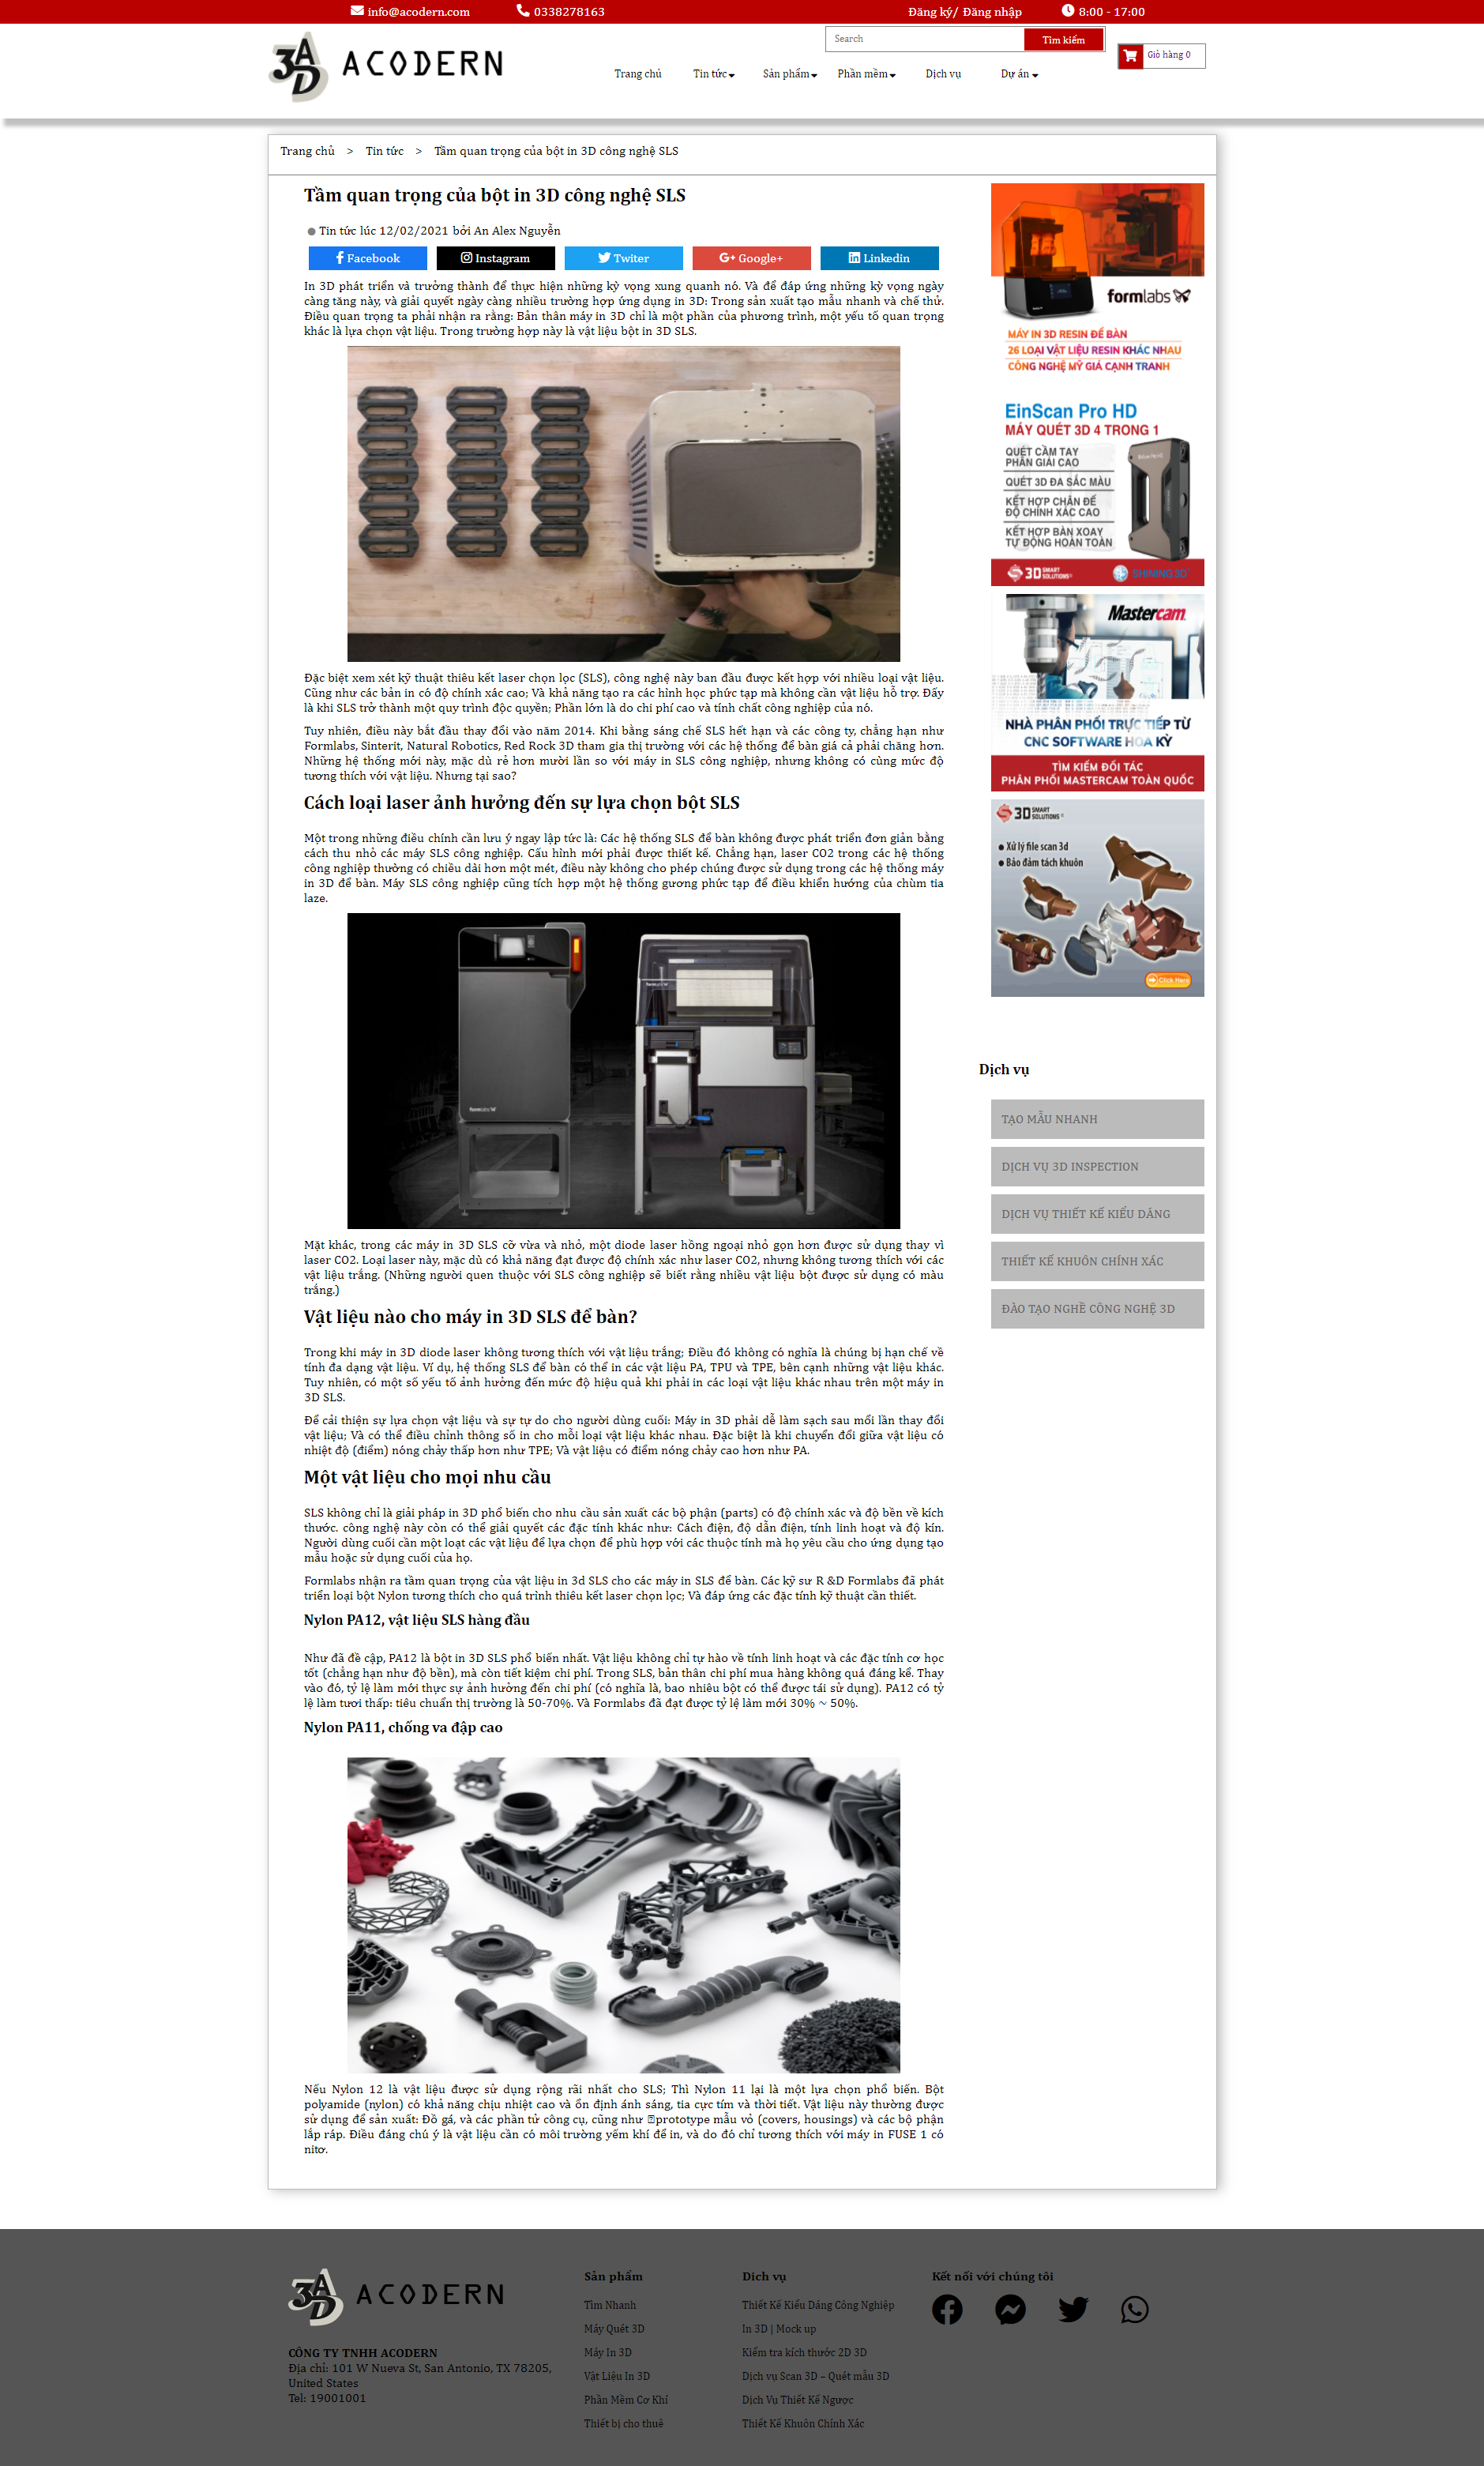 info@acodern.com
0338278163
Đăng ký/ Đăng nhập
8:00 - 17:00
3AD ACODERN
Search
Tìm kiếm
Giỏ hàng 0
Trang chủ
Tin tức
Sản phẩm
Phần mềm
Dịch vụ
Dự án
Trang chủ > Tin tức > Tầm quan trọng của bột in 3D công nghệ SLS
Tầm quan trọng của bột in 3D công nghệ SLS
Tin tức lúc 12/02/2021 bởi An Alex Nguyễn
Facebook
Instagram
Twiter
Google+
Linkedin
In 3D phát triển và trưởng thành để thực hiện những kỳ vọng xung quanh nó. Và để đáp ứng những kỳ vọng ngày
càng tăng này, và giải quyết ngày càng nhiều trường hợp ứng dụng in 3D: Trong sản xuất tạo mẫu nhanh và chế thử.
Điều quan trọng ta phải nhận ra rằng: Bản thân máy in 3D chỉ là một phần của phương trình, một yếu tố quan trọng
khác là lựa chọn vật liệu. Trong trường hợp này là vật liệu bột in 3D SLS.
Đặc biệt xem xét kỹ thuật thiêu kết laser chọn lọc (SLS), công nghệ này ban đầu được kết hợp với nhiều loại vật liệu.
Cũng như các bản in có độ chính xác cao; Và khả năng tạo ra các hình học phức tạp mà không cần vật liệu hỗ trợ. Đấy
là khi SLS trở thành một quy trình độc quyền; Phần lớn là do chi phí cao và tính chất công nghiệp của nó.
Tuy nhiên, điều này bắt đầu thay đổi vào năm 2014. Khi bằng sáng chế SLS hết hạn và các công ty, chẳng hạn như
Formlabs, Sinterit, Natural Robotics, Red Rock 3D tham gia thị trường với các hệ thống để bàn giá cả phải chăng hơn.
Những hệ thống mới này, mặc dù rẻ hơn mười lần so với máy in SLS công nghiệp, nhưng không có cùng mức độ
tương thích với vật liệu. Nhưng tại sao?
Cách loại laser ảnh hưởng đến sự lựa chọn bột SLS
Một trong những điều chính cần lưu ý ngay lập tức là: Các hệ thống SLS để bàn không được phát triển đơn giản bằng
cách thu nhỏ các máy SLS công nghiệp. Cấu hình mới phải được thiết kế. Chẳng hạn, laser CO2 trong các hệ thống
công nghiệp thường có chiều dài hơn một mét, điều này không cho phép chúng được sử dụng trong các hệ thống máy
in 3D để bàn. Máy SLS công nghiệp cũng tích hợp một hệ thống gương phức tạp để điều khiển hướng của chùm tia
laze.
formlabs
Mặt khác, trong các máy in 3D SLS cỡ vừa và nhỏ, một diode laser hồng ngoại nhỏ gọn hơn được sử dụng thay vì
laser CO2. Loại laser này, mặc dù có khả năng đạt được độ chính xác như laser CO2, nhưng không tương thích với các
vật liệu trắng. (Những người quen thuộc với SLS công nghiệp sẽ biết rằng nhiều vật liệu bột được sử dụng có màu
trắng.)
Vật liệu nào cho máy in 3D SLS để bàn?
Trong khi máy in 3D diode laser không tương thích với vật liệu trắng; Điều đó không có nghĩa là chúng bị hạn chế về
tính đa dạng vật liệu. Ví dụ, hệ thống SLS để bàn có thể in các vật liệu PA, TPU và TPE, bên cạnh những vật liệu khác.
Tuy nhiên, có một số yếu tố ảnh hưởng đến mức độ hiệu quả khi phải in các loại vật liệu khác nhau trên một máy in
3D SLS.
Để cải thiện sự lựa chọn vật liệu và sự tự do cho người dùng cuối: Máy in 3D phải dễ làm sạch sau mỗi lần thay đổi
vật liệu; Và có thể điều chỉnh thông số in cho mỗi loại vật liệu khác nhau. Đặc biệt là khi chuyển đổi giữa vật liệu có
nhiệt độ (điểm) nóng chảy thấp hơn như TPE; Và vật liệu có điểm nóng chảy cao hơn như PA.
Một vật liệu cho mọi nhu cầu
SLS không chỉ là giải pháp in 3D phổ biến cho nhu cầu sản xuất các bộ phận (parts) có độ chính xác và độ bền về kích
thước. công nghệ này còn có thể giải quyết các đặc tính khác như: Cách điện, độ dẫn điện, tính linh hoạt và độ kín.
Người dùng cuối cần một loạt các vật liệu để lựa chọn để phù hợp với các thuộc tính mà họ yêu cầu cho ứng dụng tạo
mẫu hoặc sử dụng cuối của họ.
Formlabs nhận ra tầm quan trọng của vật liệu in 3d SLS cho các máy in SLS để bàn. Các kỹ sư R &D Formlabs đã phát
triển loại bột Nylon tương thích cho quá trình thiêu kết laser chọn lọc; Và đáp ứng các đặc tính kỹ thuật cần thiết.
Nylon PA12, vật liệu SLS hàng đầu
Như đã đề cập, PA12 là bột in 3D SLS phổ biến nhất. Vật liệu không chỉ tự hào về tính linh hoạt và các đặc tính cơ học
tốt (chẳng hạn như độ bền), mà còn tiết kiệm chi phí. Trong SLS, bản thân chi phí mua hàng không quá đáng kể. Thay
vào đó, tỷ lệ làm mới thực sự ảnh hưởng đến chi phí (có nghĩa là, bao nhiêu bột có thể được tái sử dụng). PA12 có tỷ
lệ làm tươi thấp: tiêu chuẩn thị trường là 50-70%. Và Formlabs đã đạt được tỷ lệ làm mới 30% ~ 50%.
Nylon PA11, chống va đập cao
Nếu Nylon 12 là vật liệu được sử dụng rộng rãi nhất cho SLS; Thì Nylon 11 lại là một lựa chọn phổ biến. Bột
polyamide (nylon) có khả năng chịu nhiệt cao và ổn định ánh sáng, tia cực tím và thời tiết. Vật liệu này thường được
sử dụng để sản xuất: Đồ gá, và các phần tử công cụ, cũng như prototype mẫu vỏ (covers, housings) và các bộ phận
lắp ráp. Điều đáng chú ý là vật liệu cần có môi trường yếm khí để in, và do đó chỉ tương thích với máy in FUSE 1 có
nitơ.
formlabs
MÁY IN 3D RESIN ĐỂ BÀN
26 LOẠI VẬT LIỆU RESIN KHÁC NHAU
CÔNG NGHỆ MỸ GIÁ CẠNH TRANH
EinScan Pro HD
MÁY QUÉT 3D 4 TRONG 1
QUÉT CẦM TAY
PHÂN GIẢI CAO
QUÉT 3D ĐA SẮC MÀU
KẾT HỢP CHÂN ĐẾ
ĐỘ CHÍNH XÁC CAO
KẾT HỢP BÀN XOAY
TỰ ĐỘNG HOÀN TOÀN
3D SMART SOLUTIONS
SHINING 3D
Mastercam
NHÀ PHÂN PHỐI TRỰC TIẾP TỪ
CNC SOFTWARE HOA KỲ
TÌM KIẾM ĐỐI TÁC
PHÂN PHỐI MASTERCAM TOÀN QUỐC
3D SMART SOLUTIONS
Xử lý file scan 3d
Bảo đảm tách khuôn
Click Here
Dịch vụ
TẠO MẪU NHANH
DỊCH VỤ 3D INSPECTION
DỊCH VỤ THIẾT KẾ KIỂU DÁNG
THIẾT KẾ KHUÔN CHÍNH XÁC
ĐÀO TẠO NGHỀ CÔNG NGHỆ 3D
3AD ACODERN
CÔNG TY TNHH ACODERN
Địa chỉ: 101 W Nueva St, San Antonio, TX 78205,
United States
Tel: 19001001
Sản phẩm
Tìm Nhanh
Máy Quét 3D
Máy In 3D
Vật Liệu In 3D
Phần Mềm Cơ Khí
Thiết bị cho thuê
Dich vụ
Thiết Kế Kiểu Dáng Công Nghiệp
In 3D | Mock up
Kiểm tra kích thước 2D 3D
Dịch vụ Scan 3D – Quét mẫu 3D
Dịch Vụ Thiết Kế Ngược
Thiết Kế Khuôn Chính Xác
Kết nối với chúng tôi